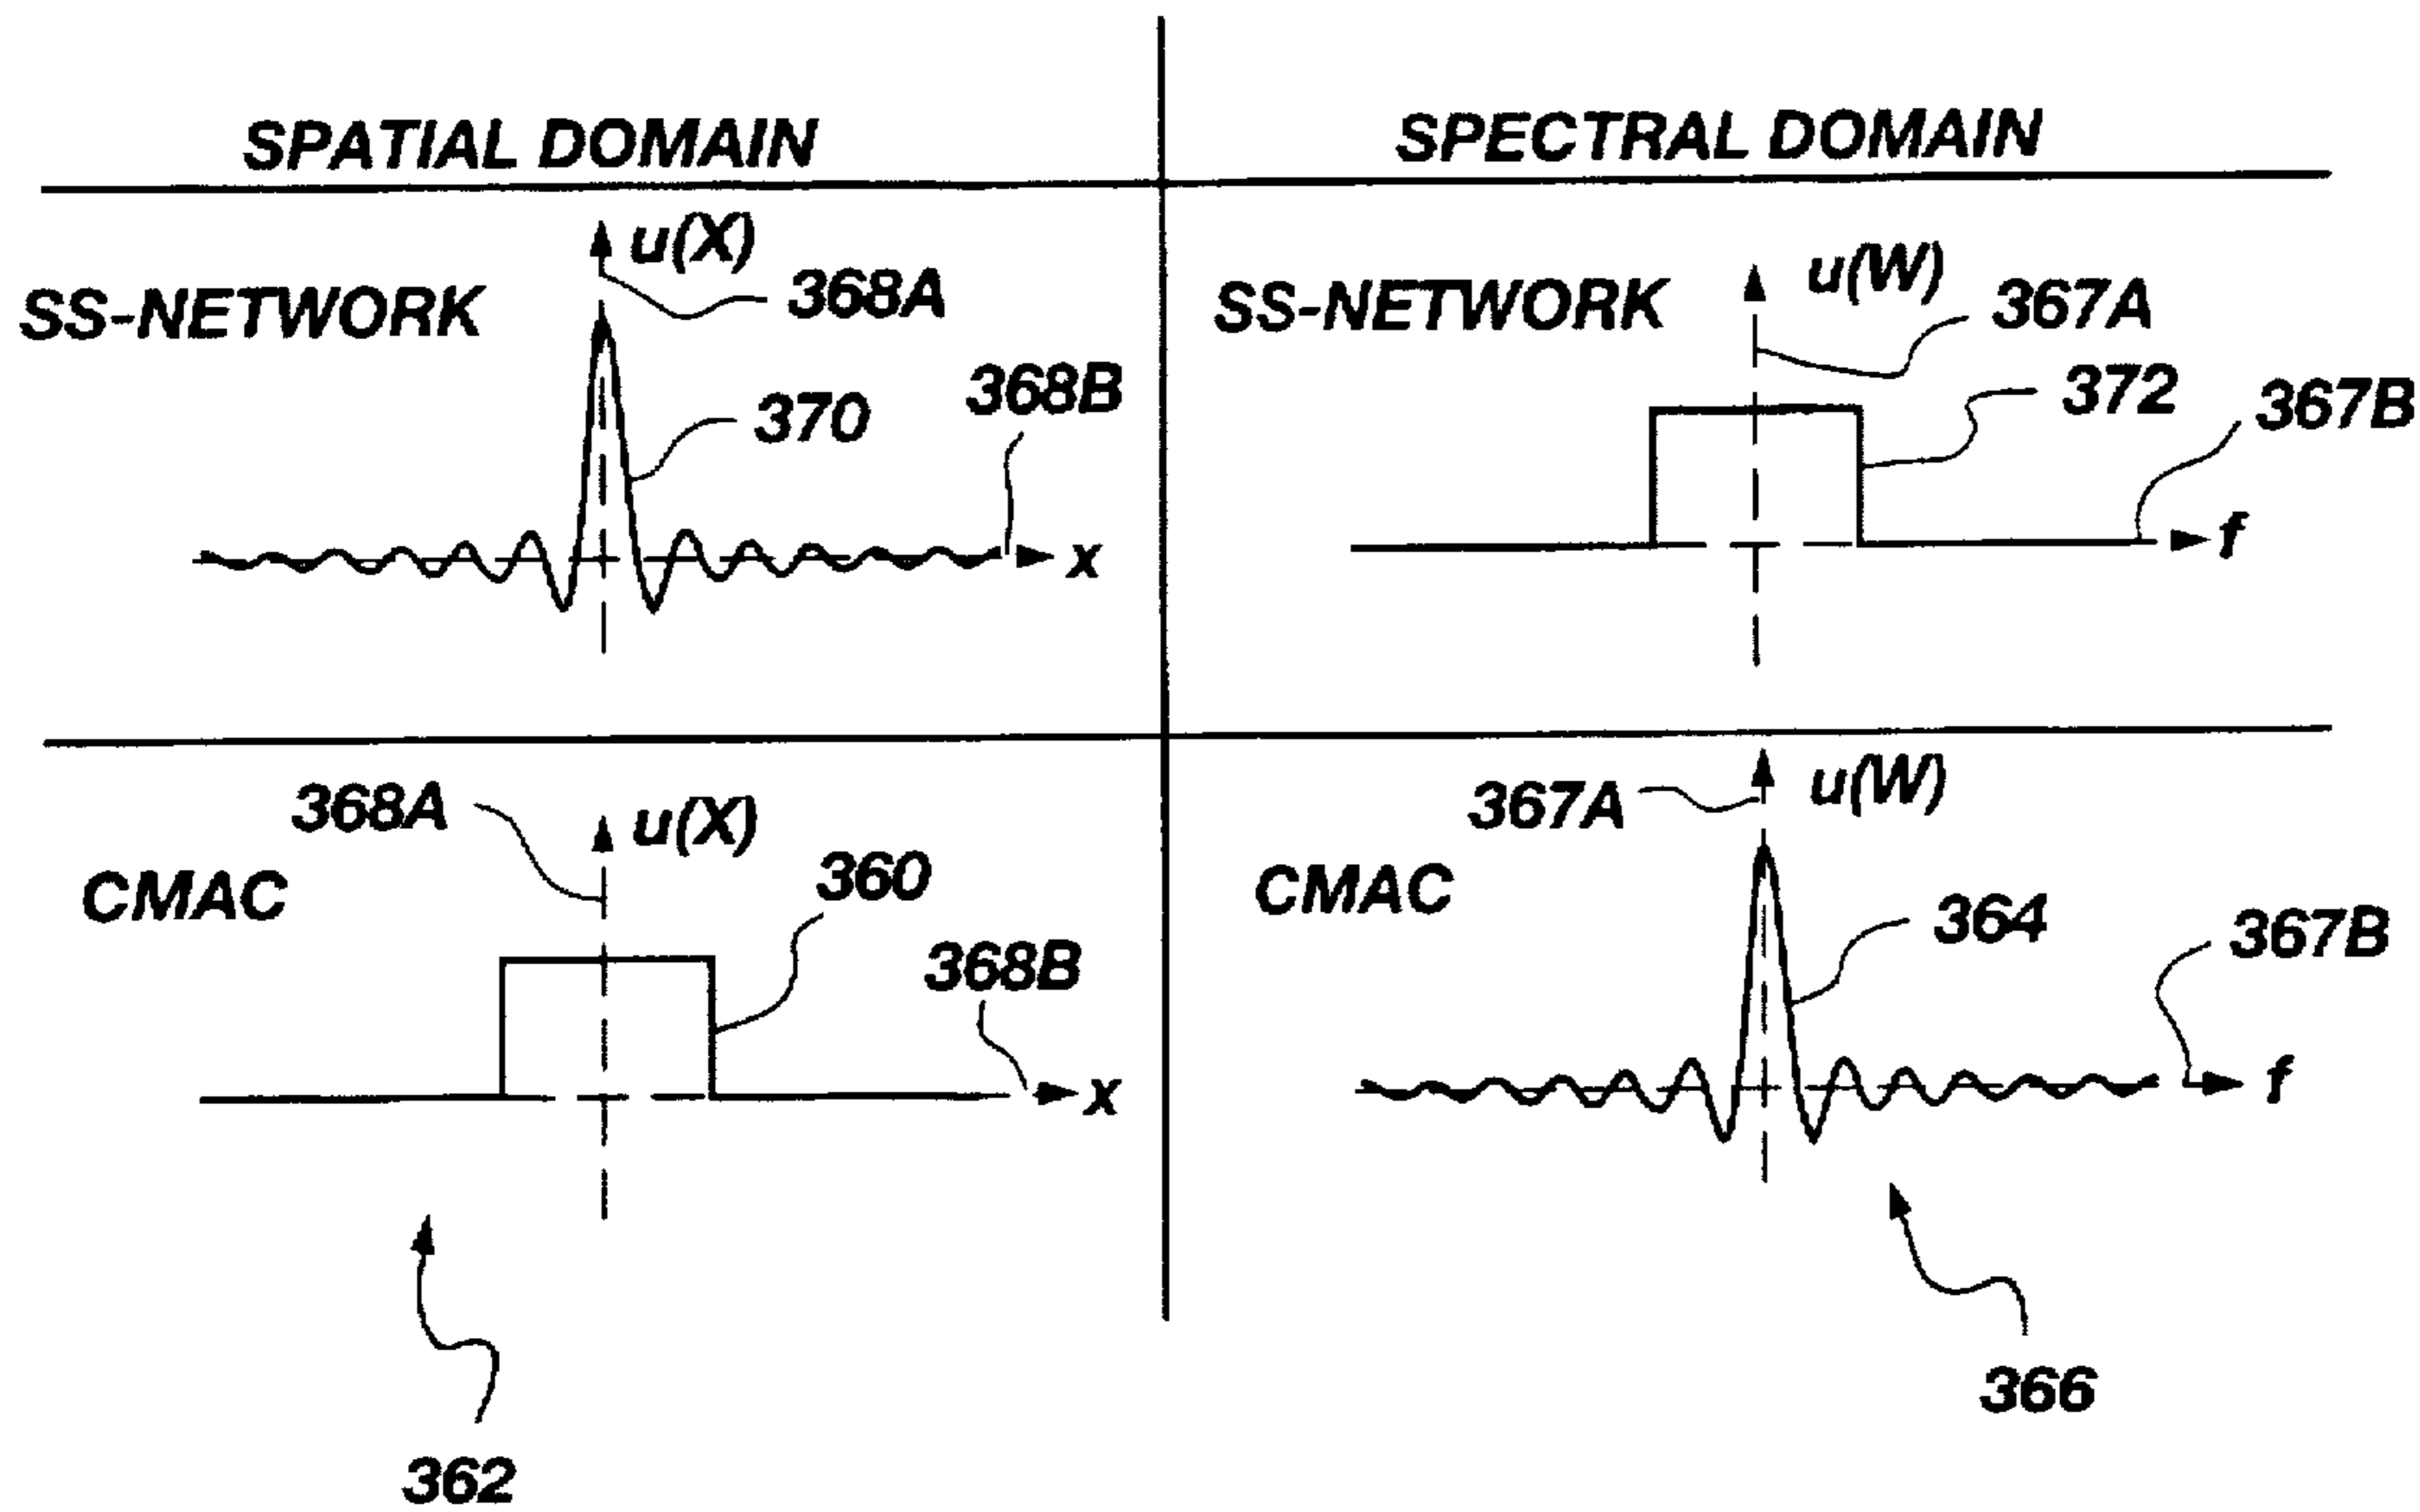 SPATIAL DOMAIN
SPECTRAL DOMAIN
u(X)
368A
SS-NETWORK
370
368B
x
u(W)
367A
SS-NETWORK
372
367B
f
368A
u(X)
CMAC
360
368B
x
362
367A
u(W)
CMAC
364
367B
f
366